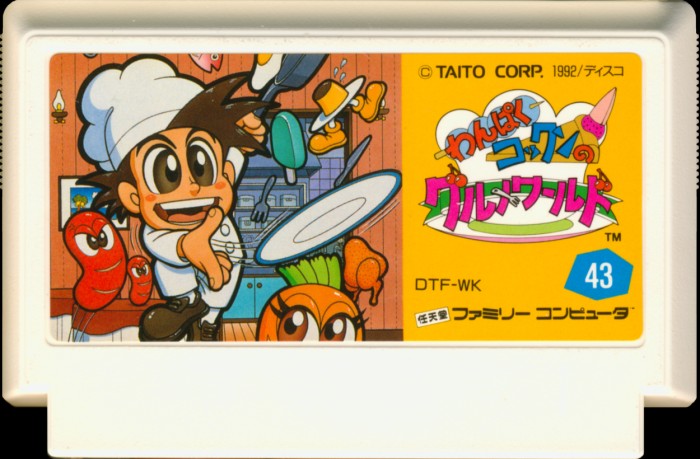 © TAITO CORP. 1992/ディスコ
わんぱく
コックンの
グルメワールド
TM
DTF-WK
43
任天堂 ファミリー コンピュータ